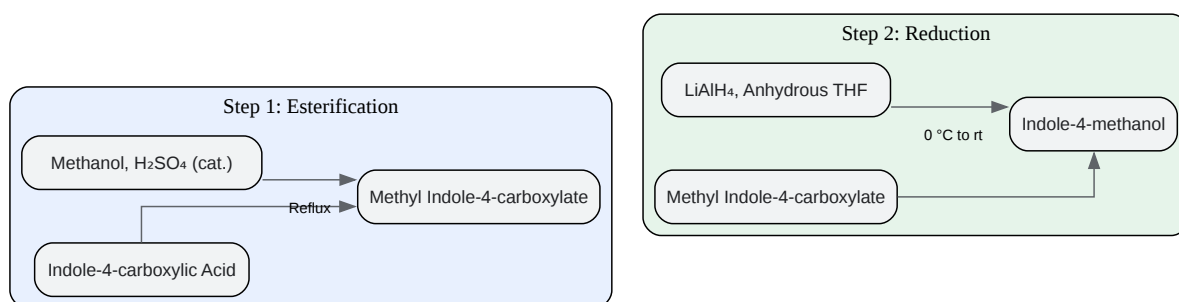 Step 1: Esterification
Methanol, H₂SO₄ (cat.)
Reflux
Methyl Indole-4-carboxylate
Indole-4-carboxylic Acid
Step 2: Reduction
LiAlH₄, Anhydrous THF
0 °C to rt
Indole-4-methanol
Methyl Indole-4-carboxylate